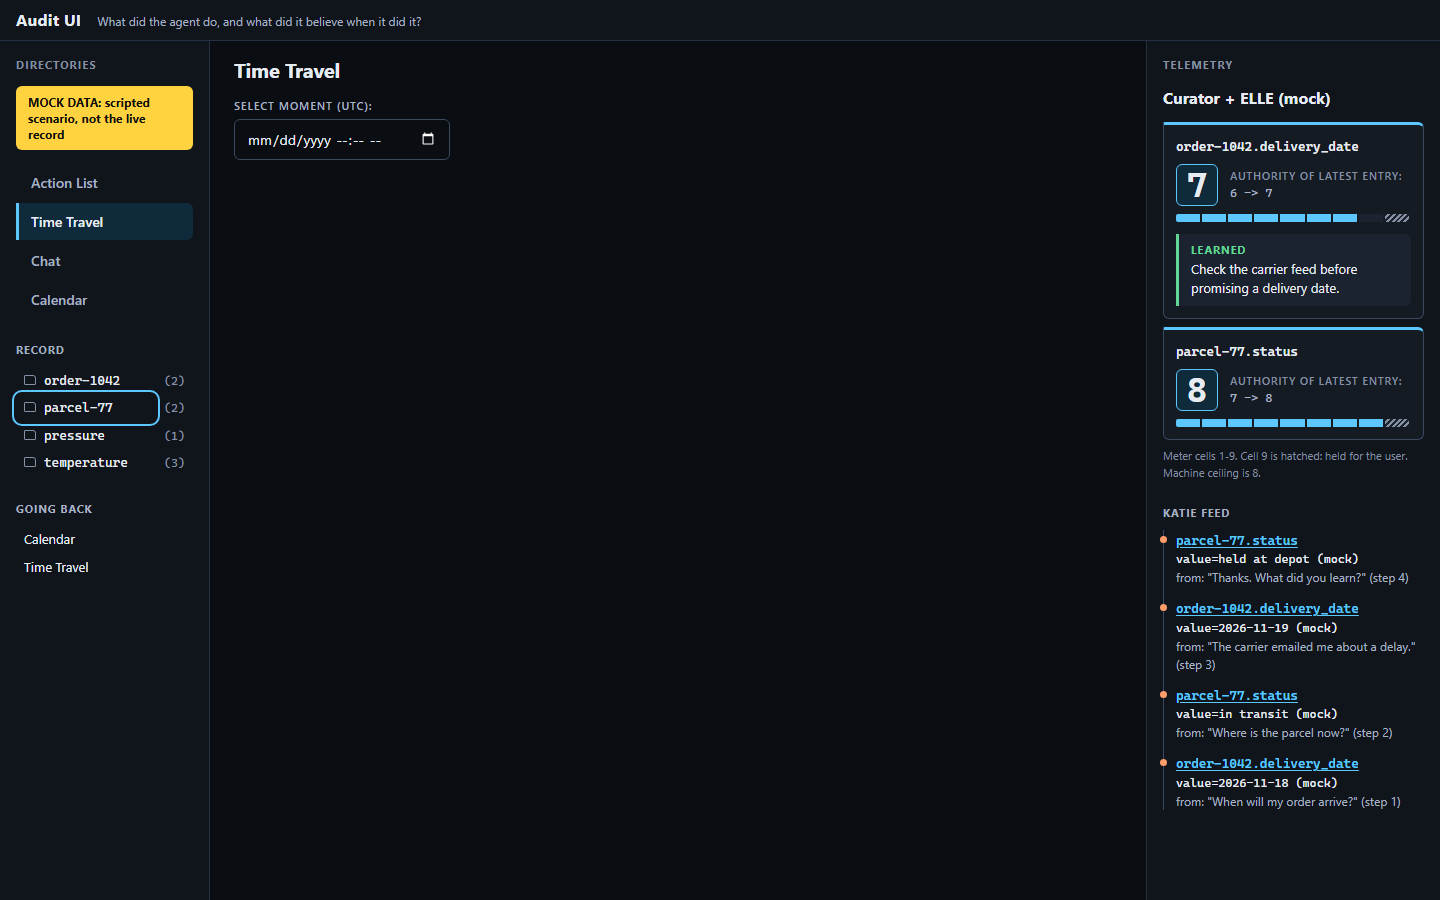 Audit UI
What did the agent do, and what did it believe when it did it?
DIRECTORIES
MOCK DATA: scripted
scenario, not the live
record
Action List
Time Travel
Chat
Calendar
RECORD
order-1042 (2)
parcel-77 (2)
pressure (1)
temperature (3)
GOING BACK
Calendar
Time Travel
Time Travel
SELECT MOMENT (UTC):
mm/dd/yyyy --:-- --
TELEMETRY
Curator + ELLE (mock)
order-1042.delivery_date
7
AUTHORITY OF LATEST ENTRY:
6 -> 7
LEARNED
Check the carrier feed before
promising a delivery date.
parcel-77.status
8
AUTHORITY OF LATEST ENTRY:
7 -> 8
Meter cells 1-9. Cell 9 is hatched: held for the user.
Machine ceiling is 8.
KATIE FEED
parcel-77.status
value=held at depot (mock)
from: "Thanks. What did you learn?" (step 4)
order-1042.delivery_date
value=2026-11-19 (mock)
from: "The carrier emailed me about a delay."
(step 3)
parcel-77.status
value=in transit (mock)
from: "Where is the parcel now?" (step 2)
order-1042.delivery_date
value=2026-11-18 (mock)
from: "When will my order arrive?" (step 1)